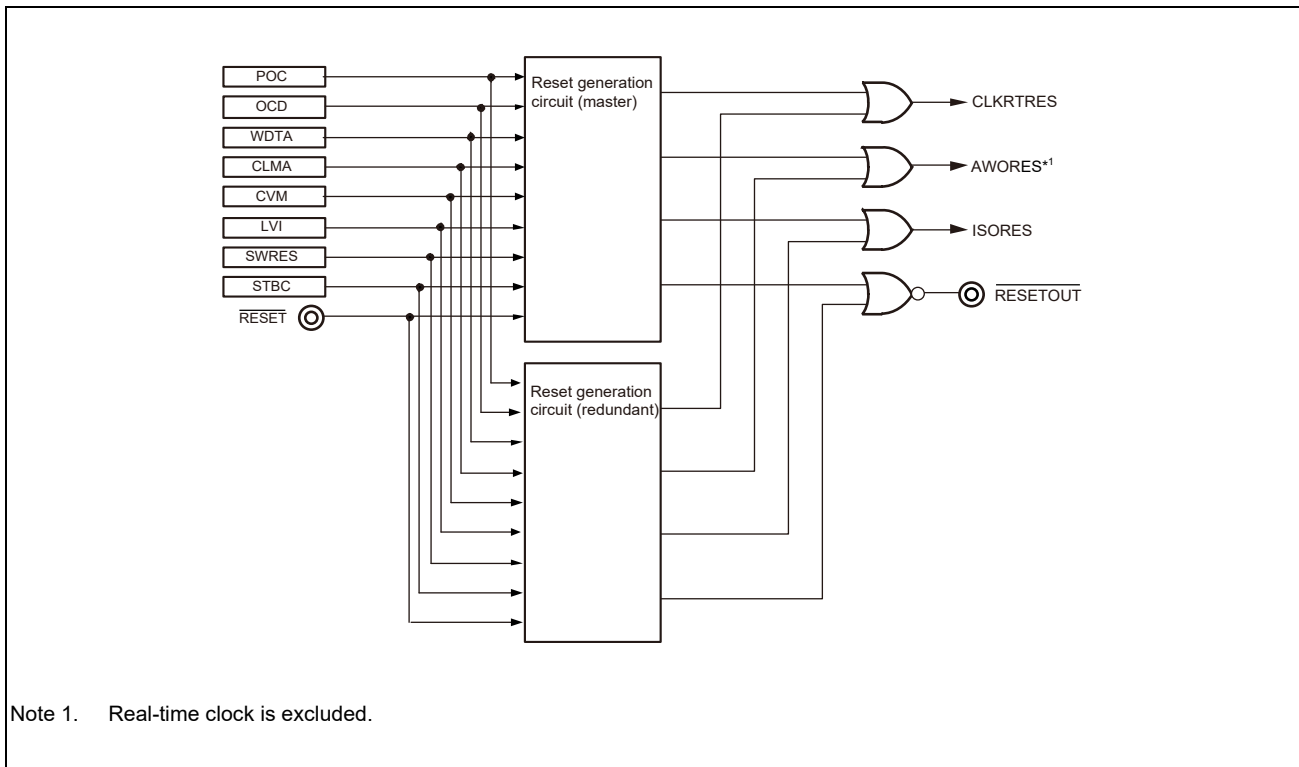 POC
OCD
WDTA
CLMA
CVM
LVI
SWRES
STBC
RESET
Reset generation
circuit (master)
Reset generation
circuit (redundant)
CLKRTRES
AWORES*1
ISORES
RESETOUT
Note 1. Real-time clock is excluded.